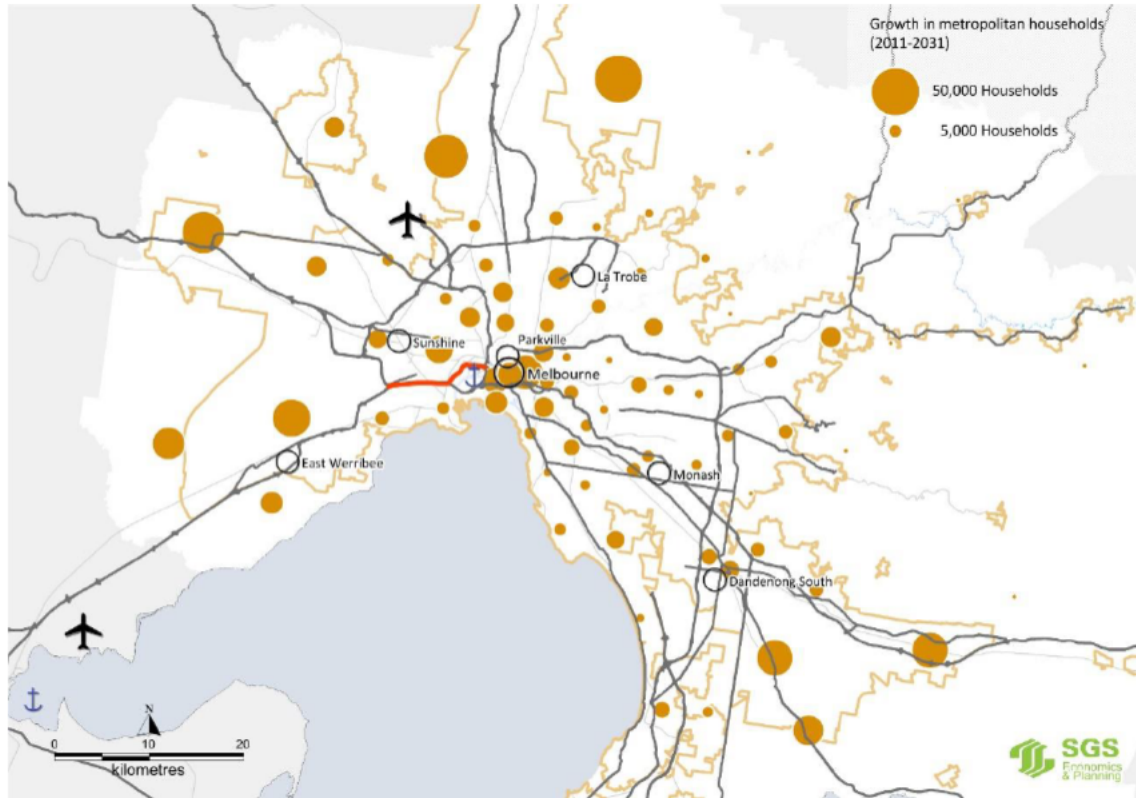 Growth in metropolitan households
(2011-2031)
50,000 Households
5,000 Households
La Trobe
Sunshine
Parkville
Melbourne
East Werribee
Monash
Dandenong South
N
0 10 20
kilometres
SGS
Economics
& Planning